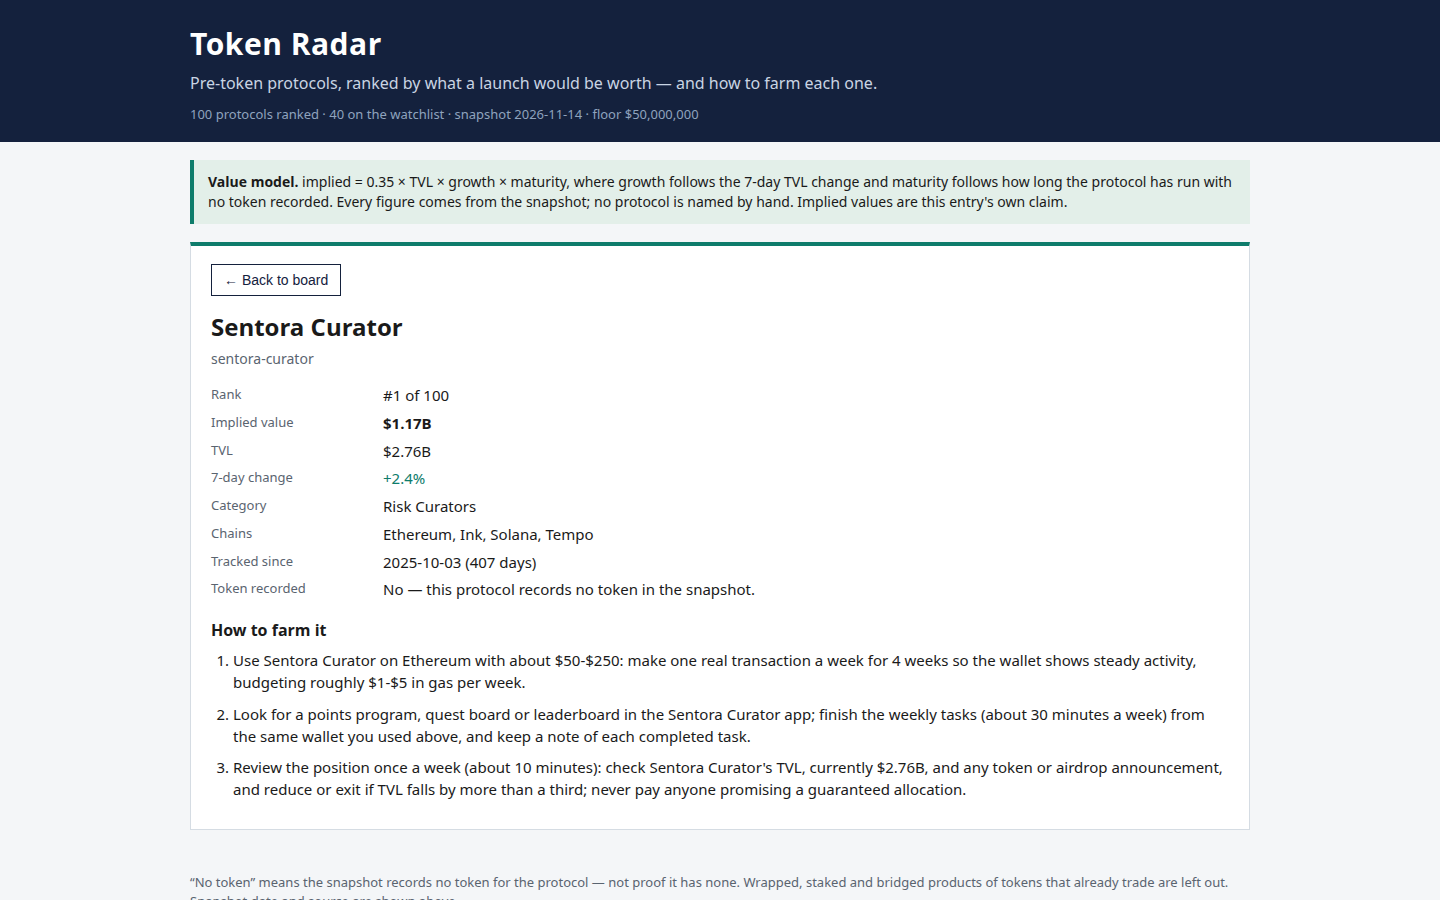 Token Radar
Pre-token protocols, ranked by what a launch would be worth — and how to farm each one.
100 protocols ranked · 40 on the watchlist · snapshot 2026-11-14 · floor $50,000,000
Value model. implied = 0.35 × TVL × growth × maturity, where growth follows the 7-day TVL change and maturity follows how long the protocol has run with
no token recorded. Every figure comes from the snapshot; no protocol is named by hand. Implied values are this entry's own claim.
← Back to board
Sentora Curator
sentora-curator
Rank #1 of 100
Implied value $1.17B
TVL $2.76B
7-day change +2.4%
Category Risk Curators
Chains Ethereum, Ink, Solana, Tempo
Tracked since 2025-10-03 (407 days)
Token recorded No — this protocol records no token in the snapshot.
How to farm it
1. Use Sentora Curator on Ethereum with about $50-$250: make one real transaction a week for 4 weeks so the wallet shows steady activity,
budgeting roughly $1-$5 in gas per week.
2. Look for a points program, quest board or leaderboard in the Sentora Curator app; finish the weekly tasks (about 30 minutes a week) from
the same wallet you used above, and keep a note of each completed task.
3. Review the position once a week (about 10 minutes): check Sentora Curator's TVL, currently $2.76B, and any token or airdrop announcement,
and reduce or exit if TVL falls by more than a third; never pay anyone promising a guaranteed allocation.
“No token” means the snapshot records no token for the protocol — not proof it has none. Wrapped, staked and bridged products of tokens that already trade are left out.
Snapshot date and source are shown above.